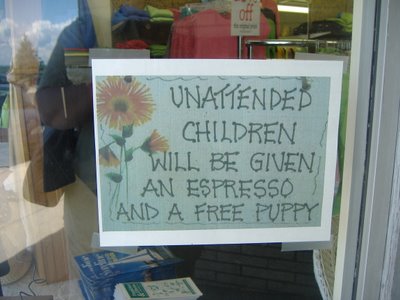 OFF
UNATTENDED
CHILDREN
WILL BE GIVEN
AN ESPRESSO
AND A FREE PUPPY